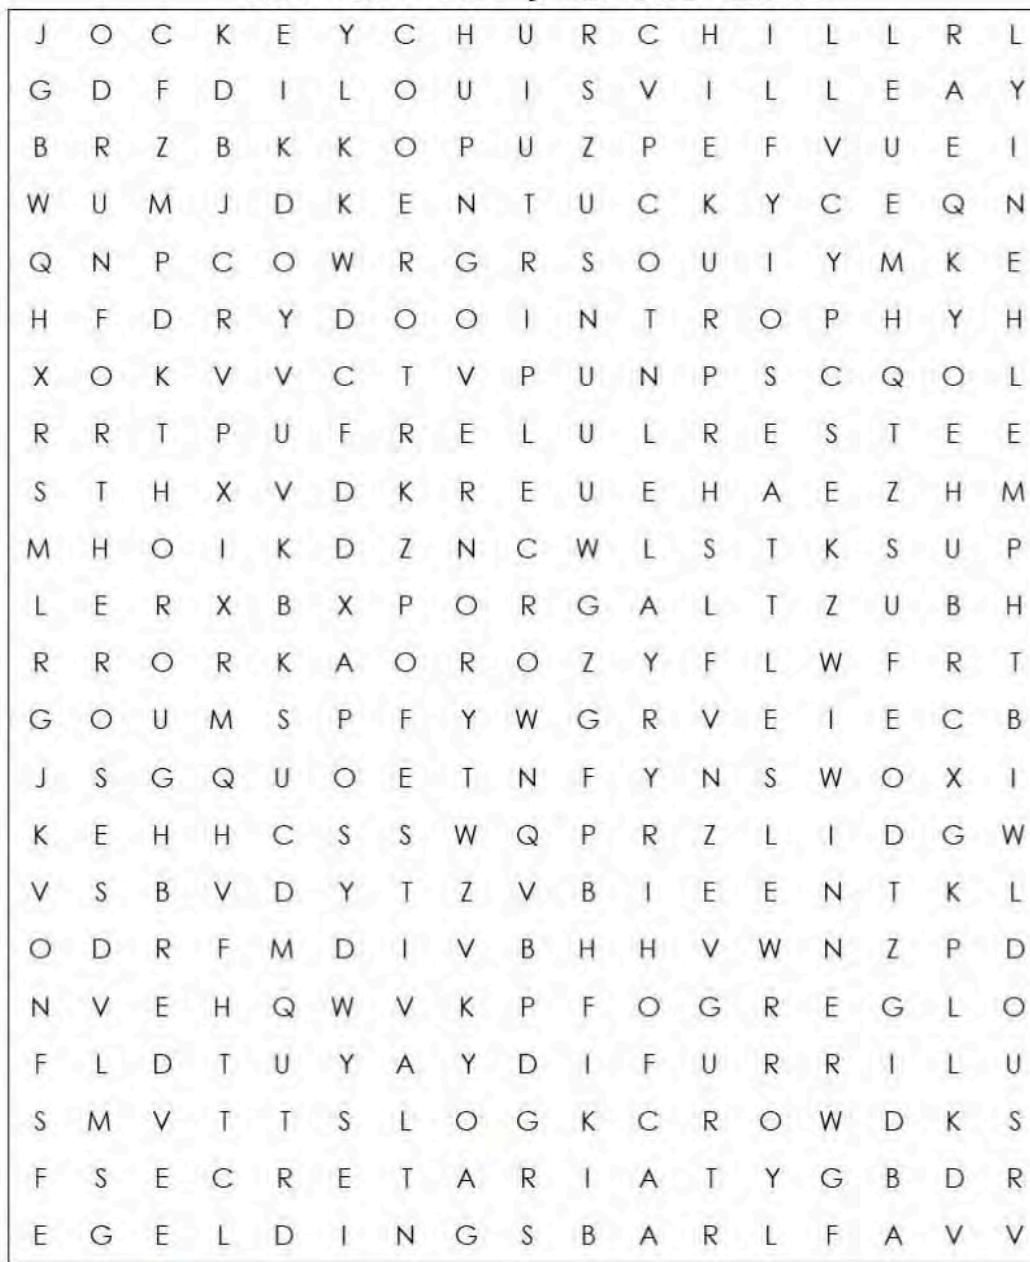 J O C K E Y C H U R C H I L L R L
G D F D I L O U I S V I L L E A Y
B R Z B K K O P U Z P E F V U E I
W U M J D K E N T U C K Y C E Q N
Q N P C O W R G R S O U I Y M K E
H F D R Y D O O I N T R O P H Y H
X O K V V C T V P U N P S C Q O L
R R T P U F R E L U L R E S T E E
S T H X V D K R E U E H A E Z H M
M H O I K D Z N C W L S T K S U P
L E R X B X P O R G A L T Z U B H
R R O R K A O R O Z Y F L W F R T
G O U M S P F Y W G R V E I E C B
J S G Q U O E T N F Y N S W O X I
K E H H C S S W Q P R Z L I D G W
V S B V D Y T Z V B I E E N T K L
O D R F M D I V B H H V W N Z P D
N V E H Q W V K P F O G R E G L O
F L D T U Y A Y D I F U R R I L U
S M V T T S L O G K C R O W D K S
F S E C R E T A R I A T Y G B D R
E G E L D I N G S B A R L F A V V